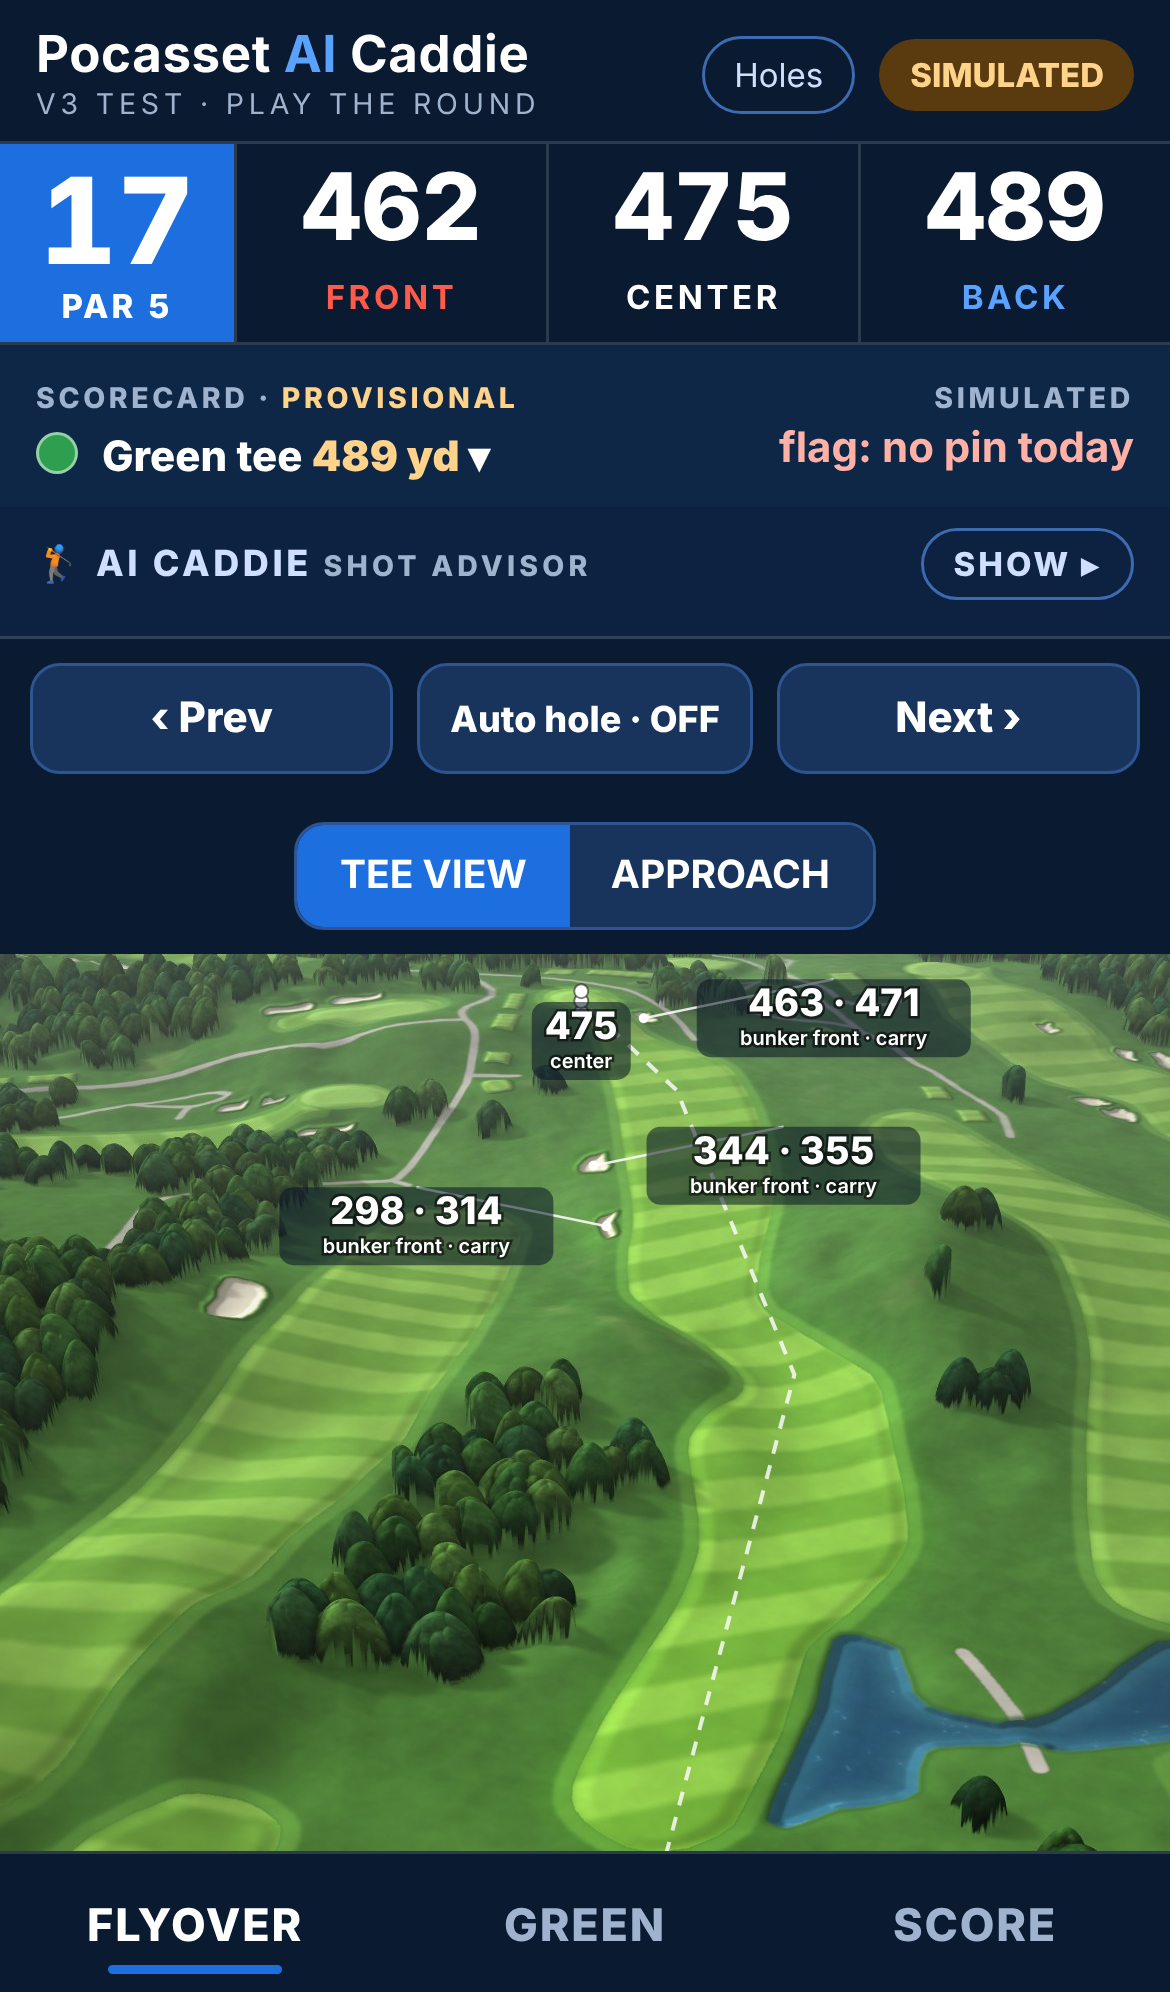 Pocasset AI Caddie
V3 TEST · PLAY THE ROUND
Holes
SIMULATED
17
PAR 5
462
FRONT
475
CENTER
489
BACK
SCORECARD · PROVISIONAL
Green tee 489 yd ▾
SIMULATED
flag: no pin today
AI CADDIE SHOT ADVISOR
SHOW ▸
‹ Prev
Auto hole · OFF
Next ›
TEE VIEW
APPROACH
463 · 471
bunker front · carry
475
center
344 · 355
bunker front · carry
298 · 314
bunker front · carry
FLYOVER
GREEN
SCORE